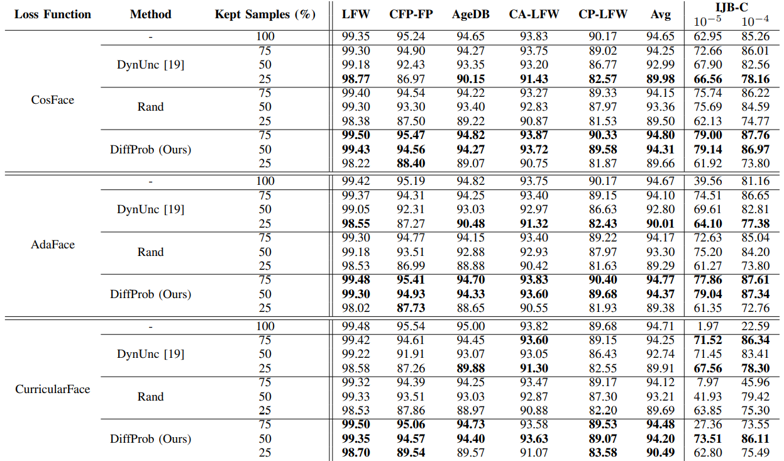 Loss Function Method Kept Samples (%) LFW CFP-FP AgeDB CA-LFW CP-LFW Avg IJB-C
10−5 10−4
- 100 99.35 95.24 94.65 93.83 90.17 94.65 62.95 85.26
75 99.30 94.90 94.27 93.75 89.02 94.25 72.66 86.01
DynUnc [19] 50 99.18 92.43 93.35 93.20 86.77 92.99 67.90 82.56
25 98.77 86.97 90.15 91.43 82.57 89.98 66.56 78.16
75 99.40 94.54 94.22 93.27 89.33 94.15 75.74 86.22
CosFace Rand 50 99.30 93.30 93.40 92.83 87.97 93.36 75.69 84.59
25 98.38 87.50 89.22 90.87 81.53 89.50 62.13 74.77
75 99.50 95.47 94.82 93.87 90.33 94.80 79.00 87.76
DiffProb (Ours) 50 99.43 94.56 94.27 93.72 89.58 94.31 79.14 86.97
25 98.22 88.40 89.07 90.75 81.87 89.66 61.92 73.80
- 100 99.42 95.19 94.82 93.75 90.17 94.67 39.56 81.16
75 99.37 94.31 94.25 93.40 89.15 94.10 74.51 86.65
DynUnc [19] 50 99.05 92.31 93.03 92.97 86.63 92.80 69.61 82.81
25 98.55 87.27 90.48 91.32 82.43 90.01 64.10 77.38
75 99.30 94.77 94.15 93.40 89.22 94.17 72.63 85.04
AdaFace Rand 50 99.18 93.51 92.88 92.93 87.97 93.30 75.20 84.20
25 98.53 86.99 88.88 90.42 81.63 89.29 61.27 73.80
75 99.48 95.41 94.70 93.83 90.40 94.77 77.86 87.61
DiffProb (Ours) 50 99.30 94.93 94.33 93.60 89.68 94.37 79.04 87.34
25 98.02 87.73 88.65 90.55 81.93 89.38 61.35 72.76
- 100 99.48 95.54 95.00 93.82 89.68 94.71 1.97 22.59
75 99.42 94.61 94.45 93.60 89.15 94.25 71.52 86.34
DynUnc [19] 50 99.22 91.91 93.07 93.05 86.43 92.74 71.45 83.41
25 98.58 87.26 89.88 91.30 82.55 89.91 67.56 78.30
75 99.32 94.39 94.25 93.47 89.17 94.12 7.97 45.96
CurricularFace Rand 50 99.33 93.51 93.03 92.87 87.30 93.21 41.93 79.42
25 98.53 87.86 88.97 90.88 82.20 89.69 63.85 75.30
75 99.50 95.06 94.73 93.58 89.53 94.48 27.36 73.55
DiffProb (Ours) 50 99.35 94.57 94.40 93.63 89.07 94.20 73.51 86.11
25 98.70 89.54 89.57 91.07 83.58 90.49 62.80 75.49